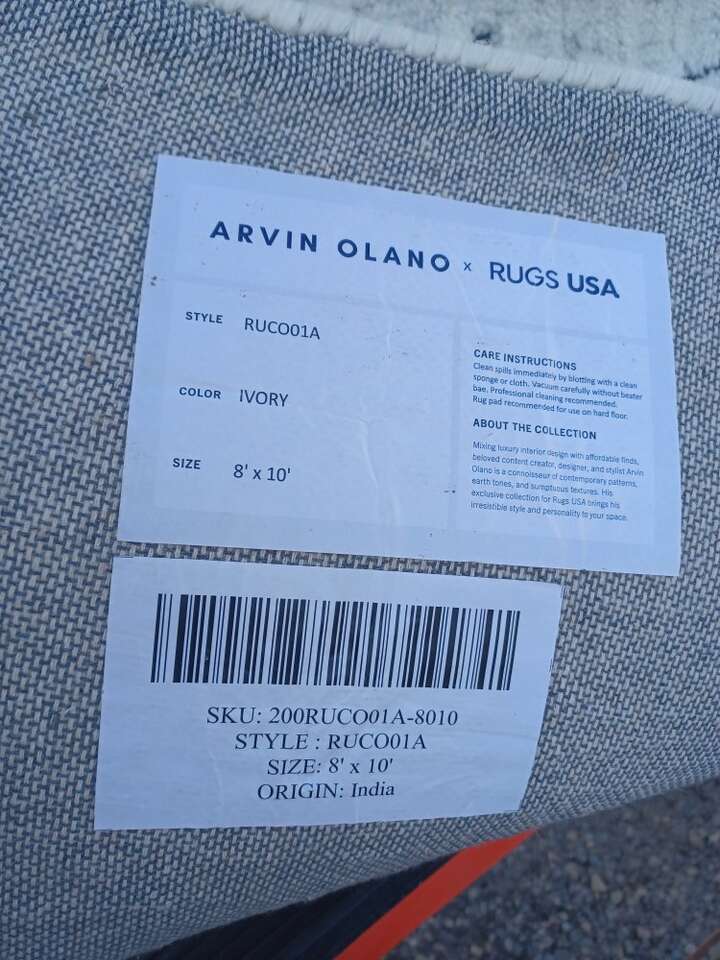 ARVIN OLANO x RUGS USA
STYLE RUCO01A
COLOR IVORY
SIZE 8' x 10'
CARE INSTRUCTIONS
Clean spills immediately by blotting with a clean
sponge or cloth. Vacuum carefully without beater
bae. Professional cleaning recommended.
Rug pad recommended for use on hard floor.
ABOUT THE COLLECTION
Mixing luxury interior design with affordable finds,
beloved content creator, designer, and stylist Arvin
Olano is a connoisseur of contemporary patterns,
earth tones, and sumptuous textures. His
exclusive collection for Rugs USA brings his
irresistible style and personality to your space.
SKU: 200RUCO01A-8010
STYLE : RUCO01A
SIZE: 8' x 10'
ORIGIN: India